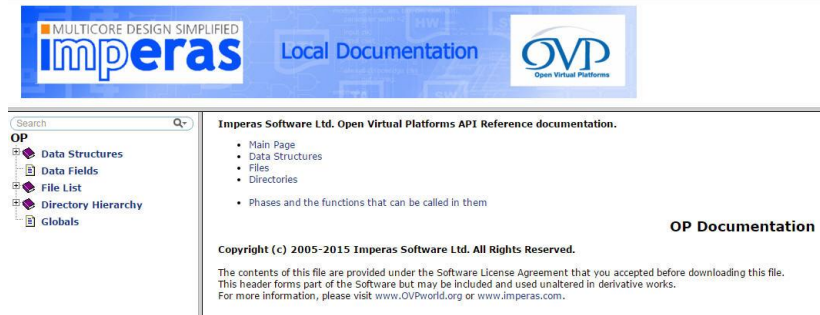 MULTICORE DESIGN SIMPLIFIED
imperas
Local Documentation
OVP
Open Virtual Platforms
Search
OP
Data Structures
Data Fields
File List
Directory Hierarchy
Globals
Imperas Software Ltd. Open Virtual Platforms API Reference documentation.
Main Page
Data Structures
Files
Directories
Phases and the functions that can be called in them
OP Documentation
Copyright (c) 2005-2015 Imperas Software Ltd. All Rights Reserved.
The contents of this file are provided under the Software License Agreement that you accepted before downloading this file.
This header forms part of the Software but may be included and used unaltered in derivative works.
For more information, please visit www.OVPworld.org or www.imperas.com.